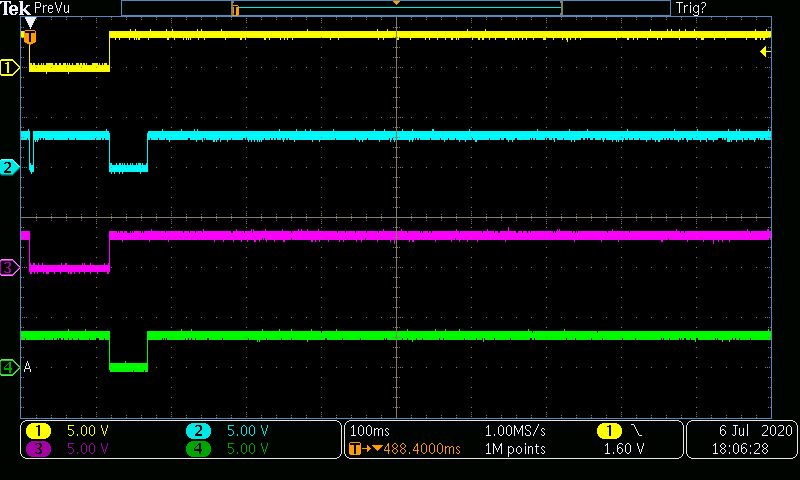 Tek PreVu Trig?
T
T
1
2
3
4 A
1 5.00 V 2 5.00 V 100ms 1.00MS/s 1 6 Jul 2020
3 5.00 V 4 5.00 V T→▼488.4000ms 1M points 1.60 V 18:06:28